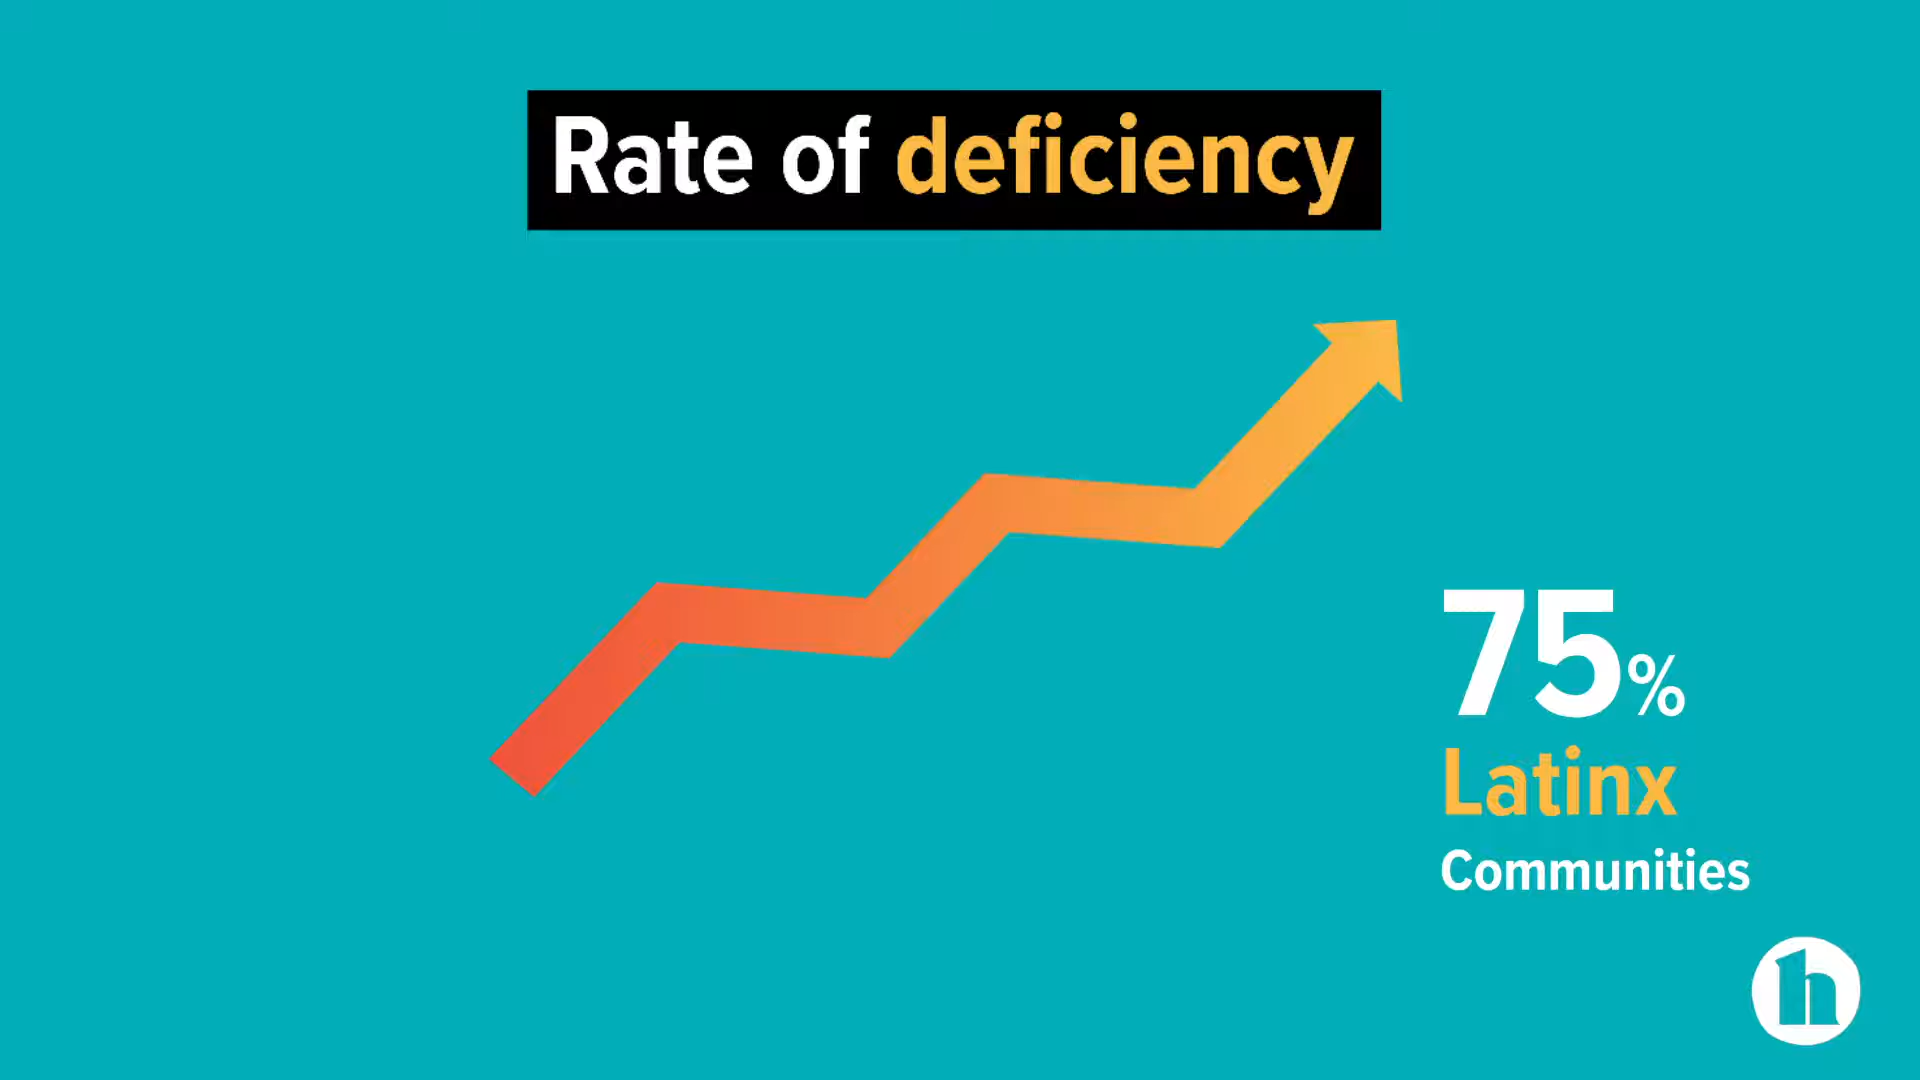 Rate of deficiency
75%
Latinx
Communities
h